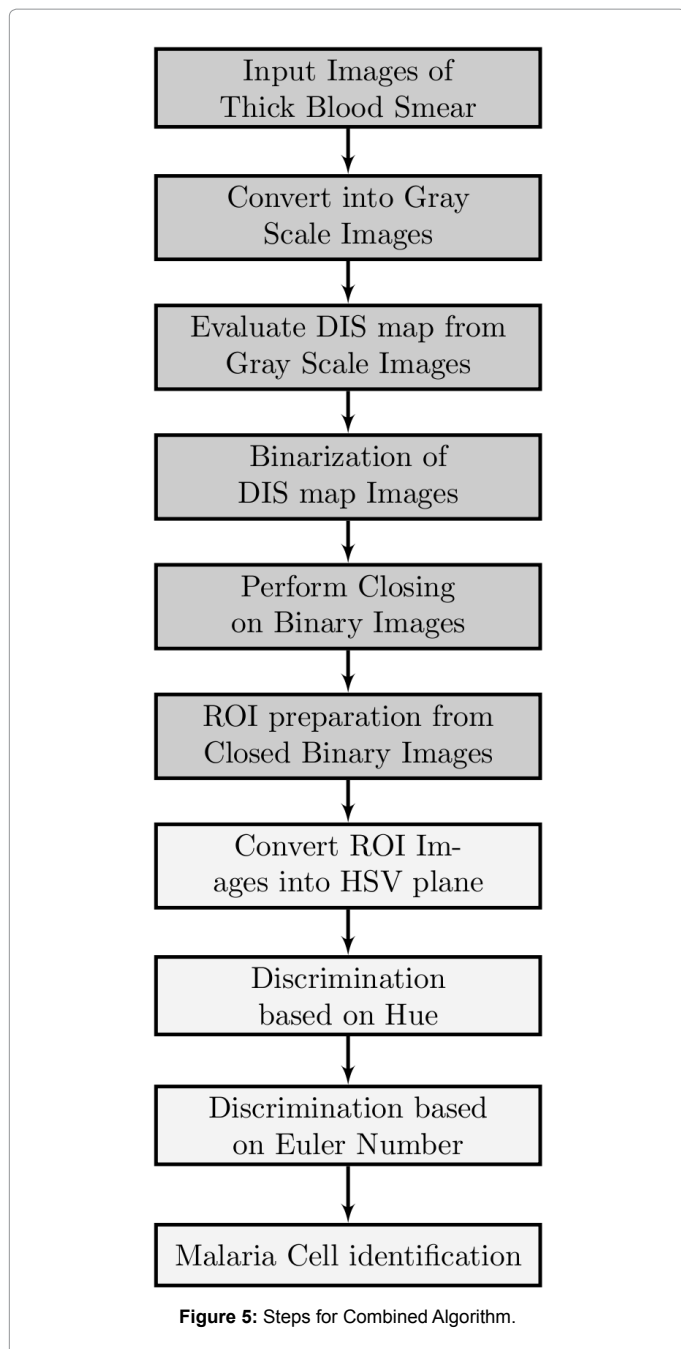 Input Images of
Thick Blood Smear
Convert into Gray
Scale Images
Evaluate DIS map from
Gray Scale Images
Binarization of
DIS map Images
Perform Closing
on Binary Images
ROI preparation from
Closed Binary Images
Convert ROI Im-
ages into HSV plane
Discrimination
based on Hue
Discrimination based
on Euler Number
Malaria Cell identification
Figure 5: Steps for Combined Algorithm.